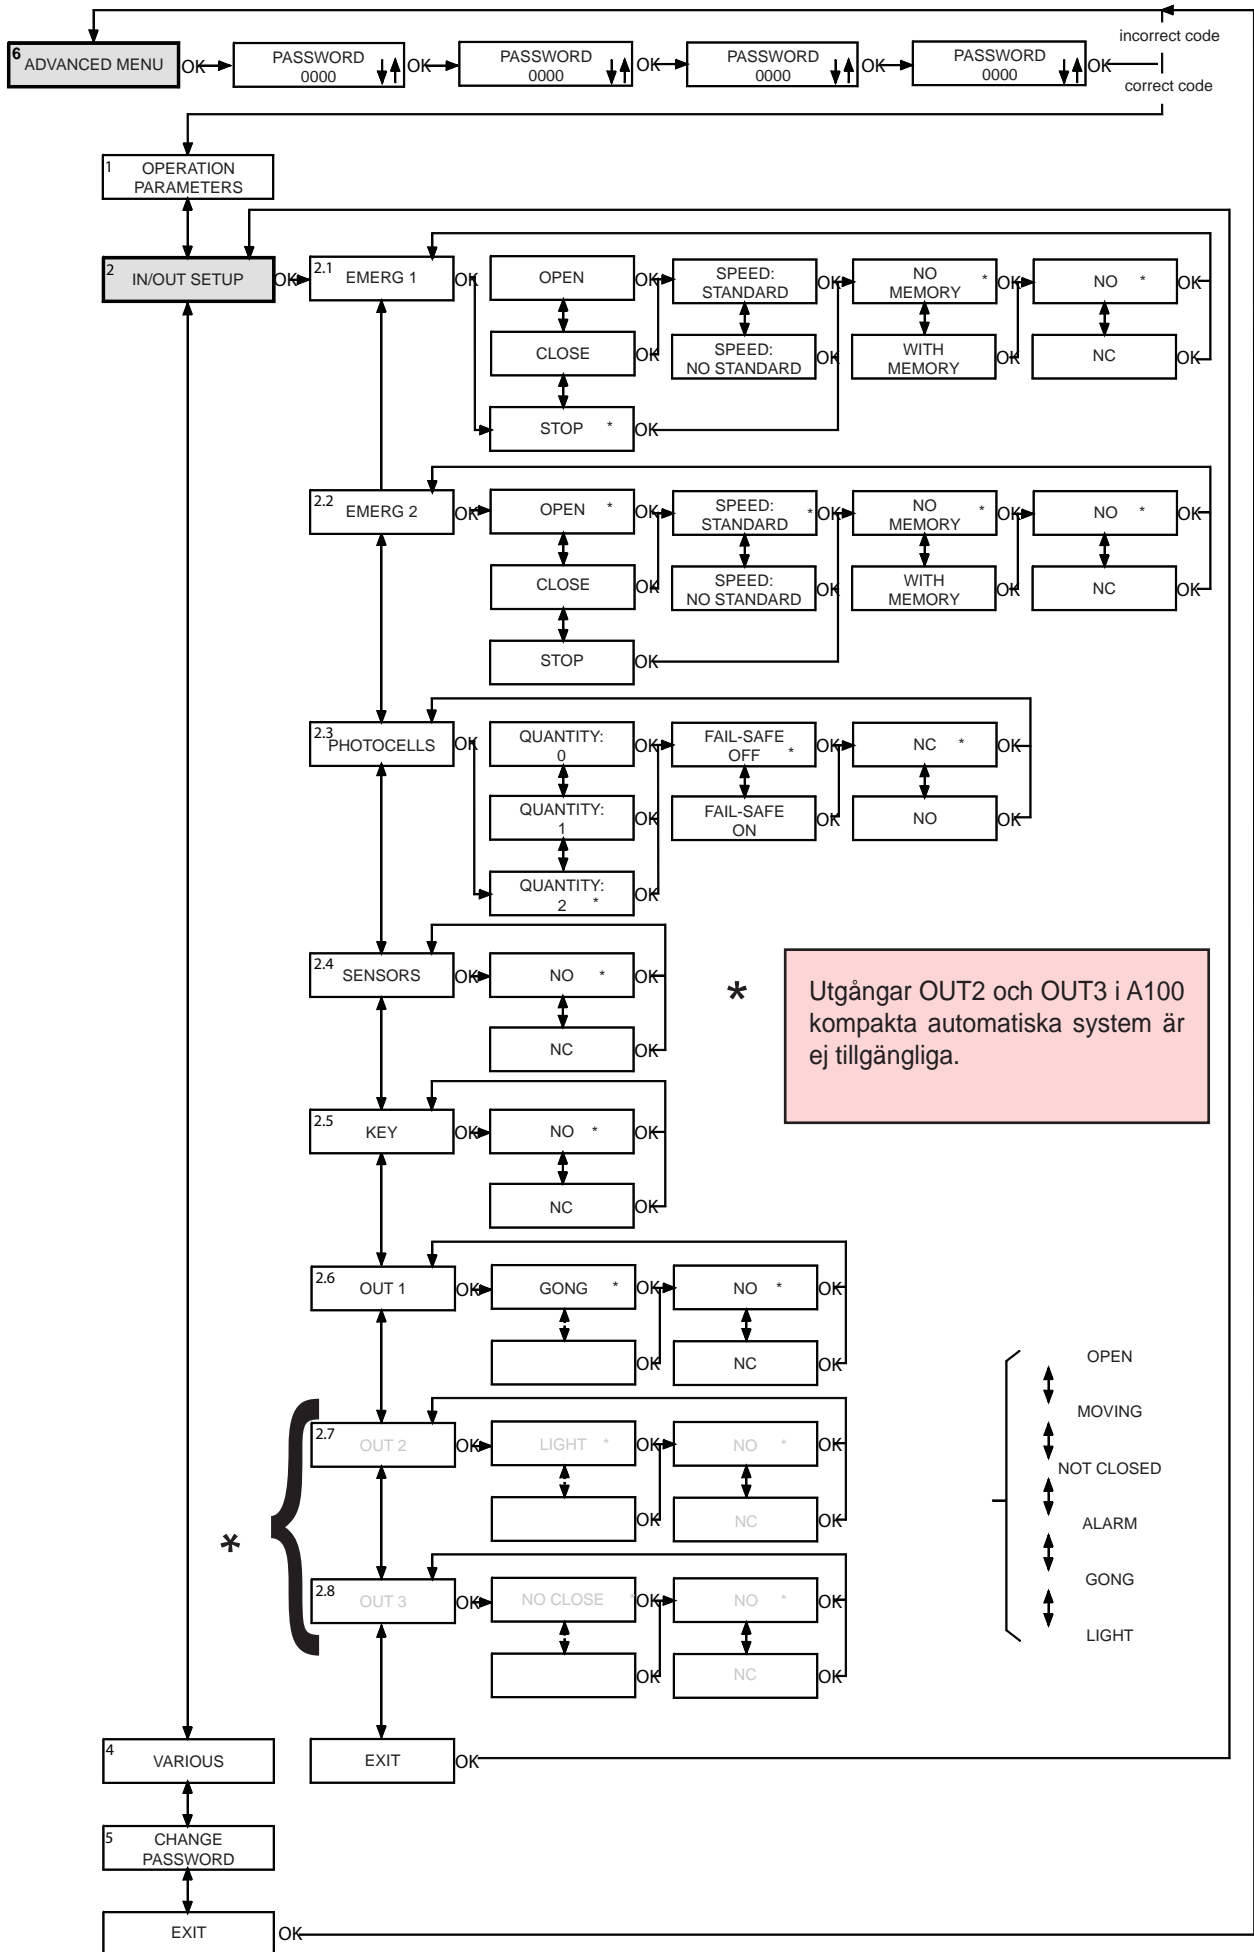 incorrect code
6 ADVANCED MENU OK PASSWORD 0000 OK PASSWORD 0000 OK PASSWORD 0000 OK PASSWORD 0000 OK
correct code
1 OPERATION
PARAMETERS
2 IN/OUT SETUP OK
2.1 EMERG 1 OK
OPEN OK
SPEED:
STANDARD OK
NO
MEMORY * OK
NO * OK
CLOSE OK
SPEED:
NO STANDARD OK
WITH
MEMORY OK
NC OK
STOP * OK
2.2 EMERG 2 OK
OPEN * OK
SPEED:
STANDARD * OK
NO
MEMORY * OK
NO * OK
CLOSE OK
SPEED:
NO STANDARD OK
WITH
MEMORY OK
NC OK
STOP OK
2.3 PHOTOCELLS OK
QUANTITY:
0 OK
FAIL-SAFE
OFF * OK
NC * OK
QUANTITY:
1 OK
FAIL-SAFE
ON OK
NO OK
QUANTITY:
2 * OK
2.4 SENSORS OK
NO * OK
NC OK
*
Utgångar OUT2 och OUT3 i A100
kompakta automatiska system är
ej tillgängliga.
2.5 KEY OK
NO * OK
NC OK
2.6 OUT 1 OK
GONG * OK
NO * OK
OK
NC OK
*
2.7 OUT 2 OK
LIGHT * OK
NO * OK
OK
NC OK
2.8 OUT 3 OK
NO CLOSE * OK
NO * OK
OK
NC OK
OPEN
MOVING
NOT CLOSED
ALARM
GONG
LIGHT
4 VARIOUS
EXIT OK
5 CHANGE
PASSWORD
EXIT OK